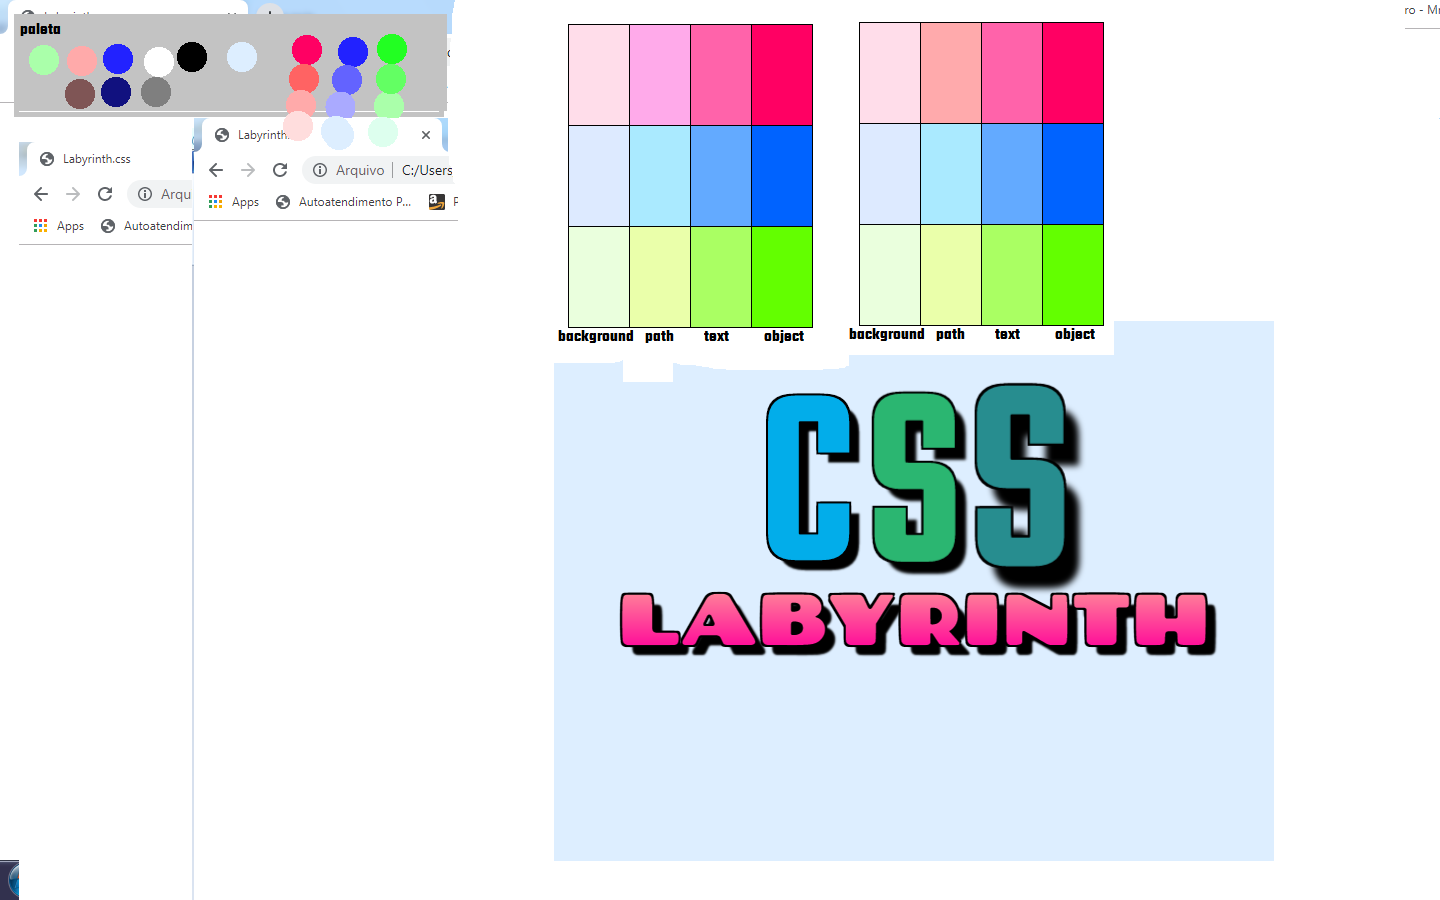 paleta
Labyrinth.css
Arqu
Apps
Autoatendim
Labyrinth.
Arquivo
C:/Users
Apps
Autoatendimento P...
background path text object
background path text object
ro - Mr
CSS
LABYRINTH